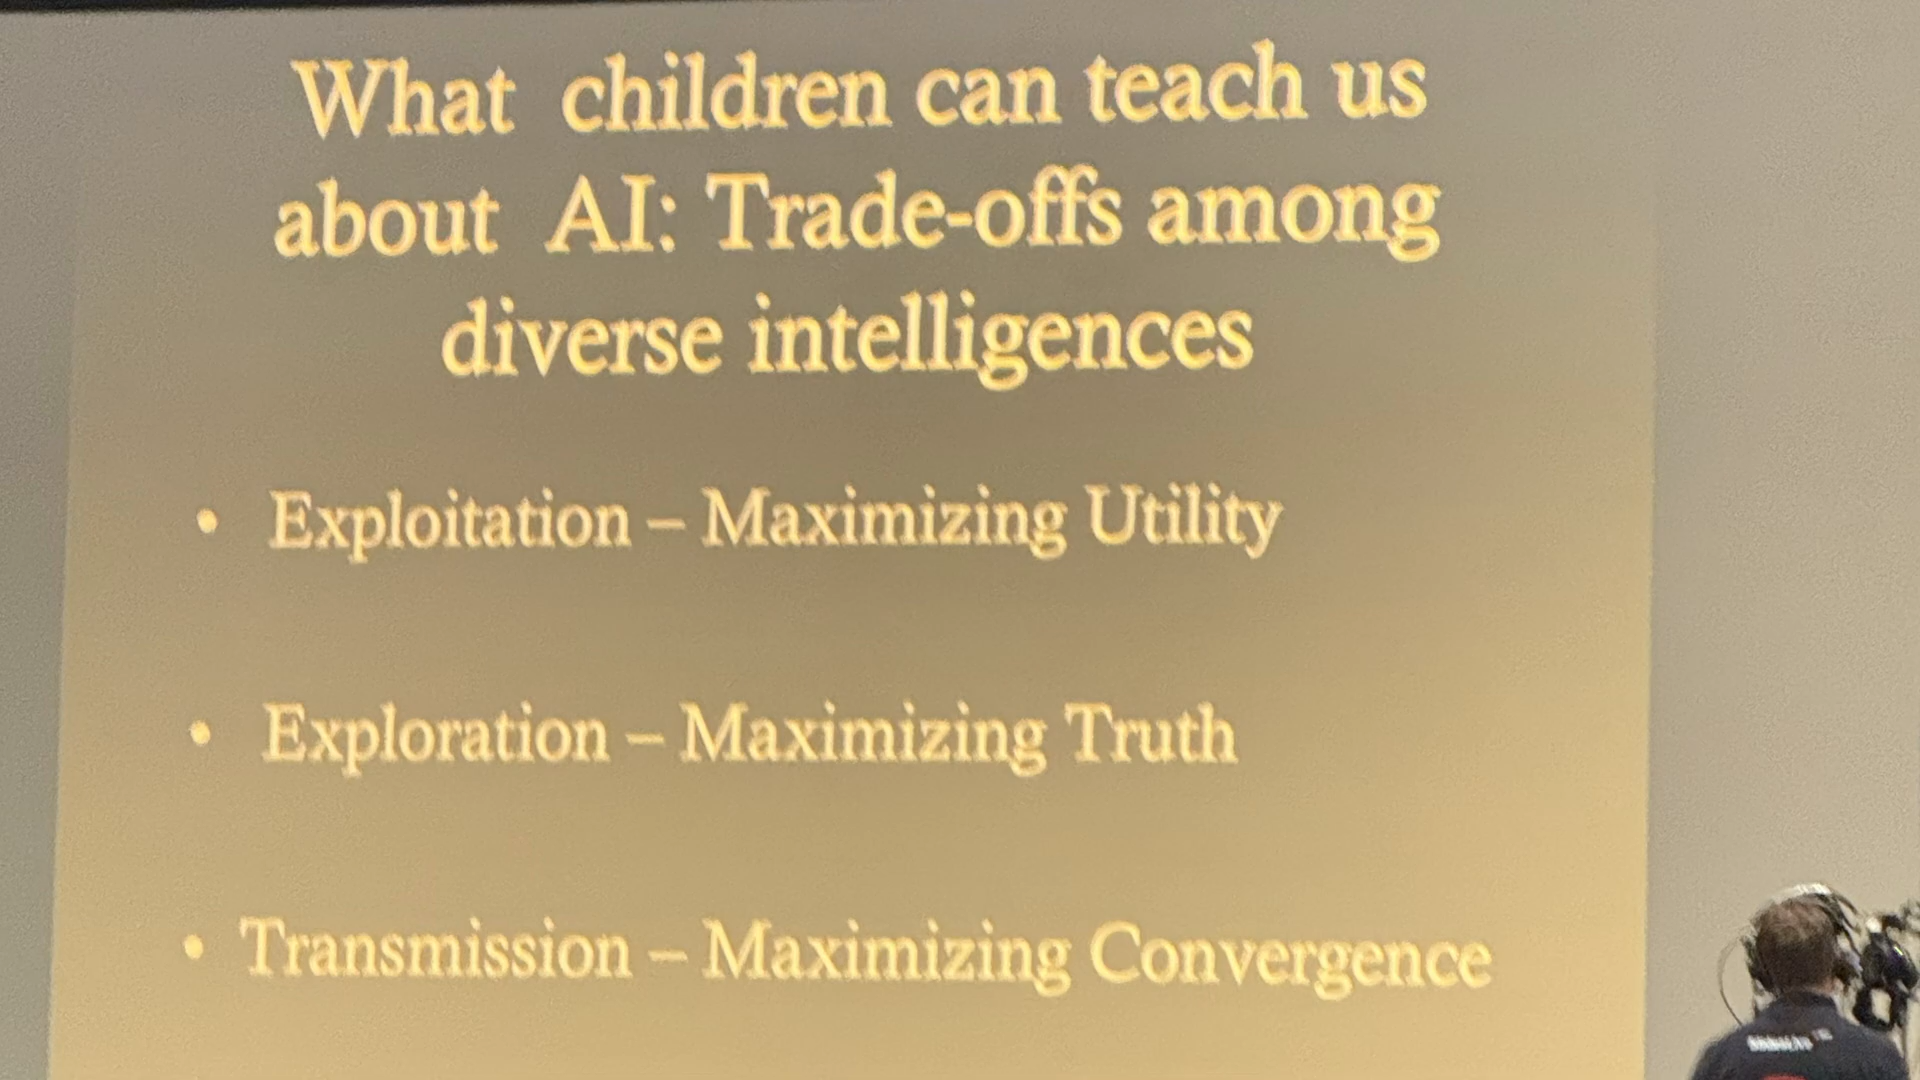 What children can teach us
about AI: Trade-offs among
diverse intelligences
• Exploitation – Maximizing Utility
• Exploration – Maximizing Truth
• Transmission – Maximizing Convergence